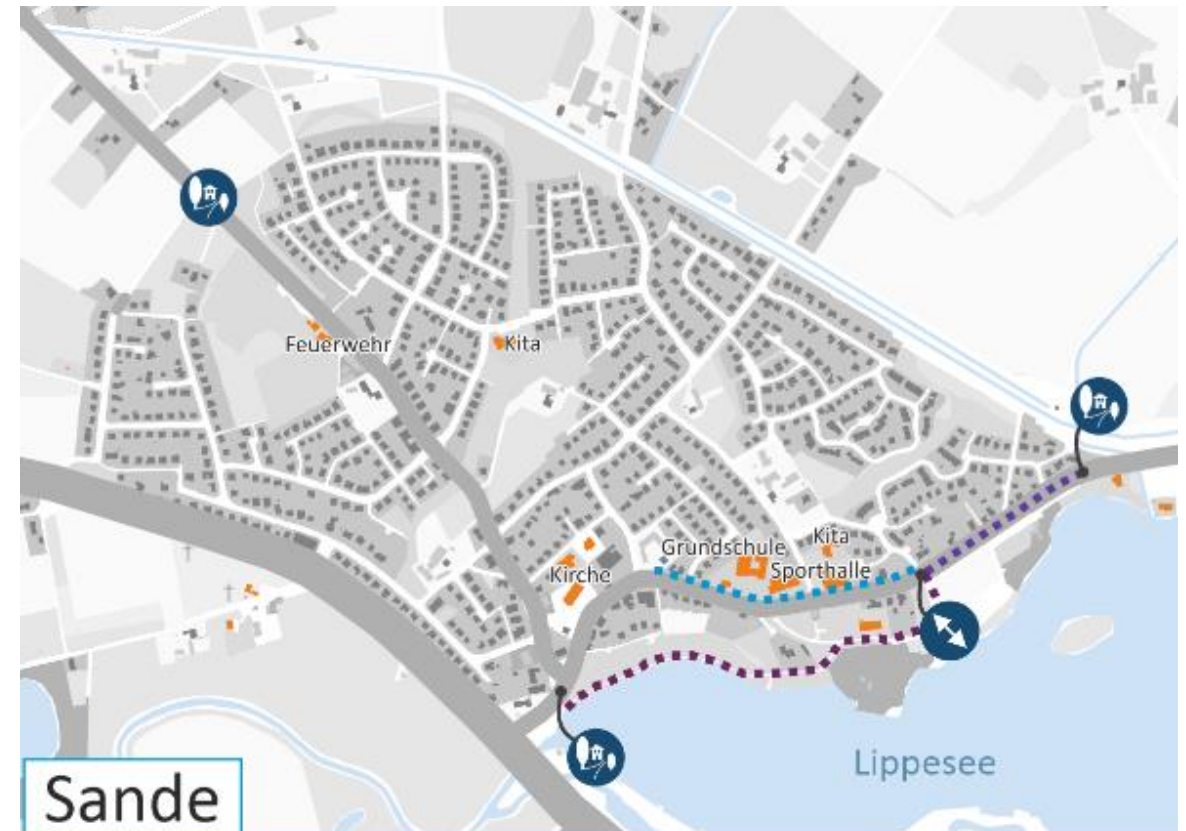 Feuerwehr
Kita
Kita
Grundschule
Sporthalle
Kirche
Lippesee
Sande